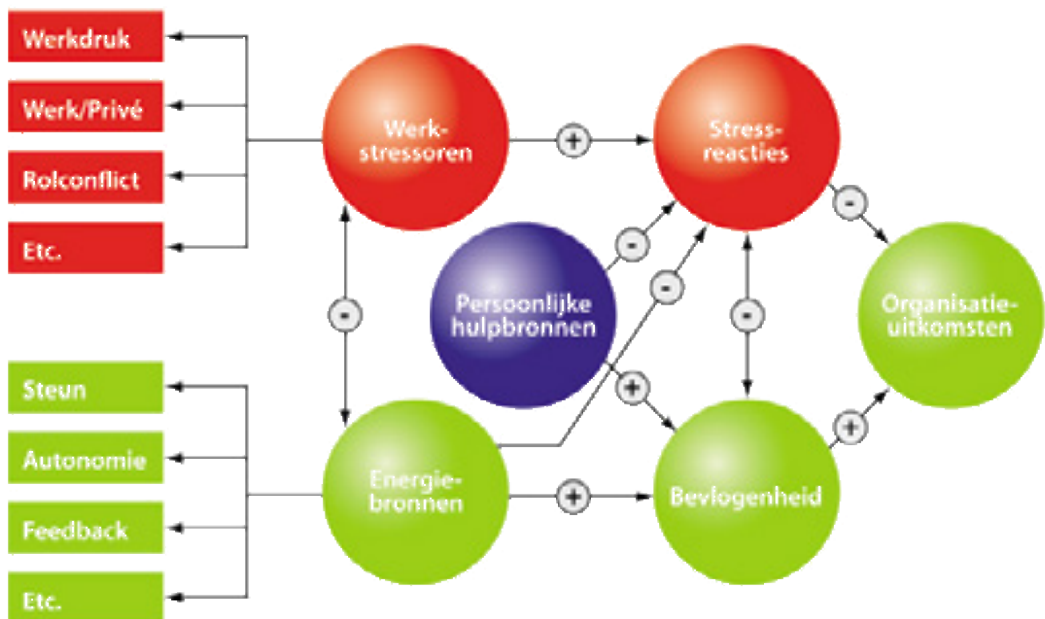 Werkdruk
Werk/Privé
Rolconflict
Etc.
Werk-
stressoren
+
Stress-
reacties
-
-
-
Persoonlijke
hulpbronnen
-
-
Organisatie-
uitkomsten
+
+
Steun
Autonomie
Feedback
Etc.
Energie-
bronnen
+
Bevlogenheid